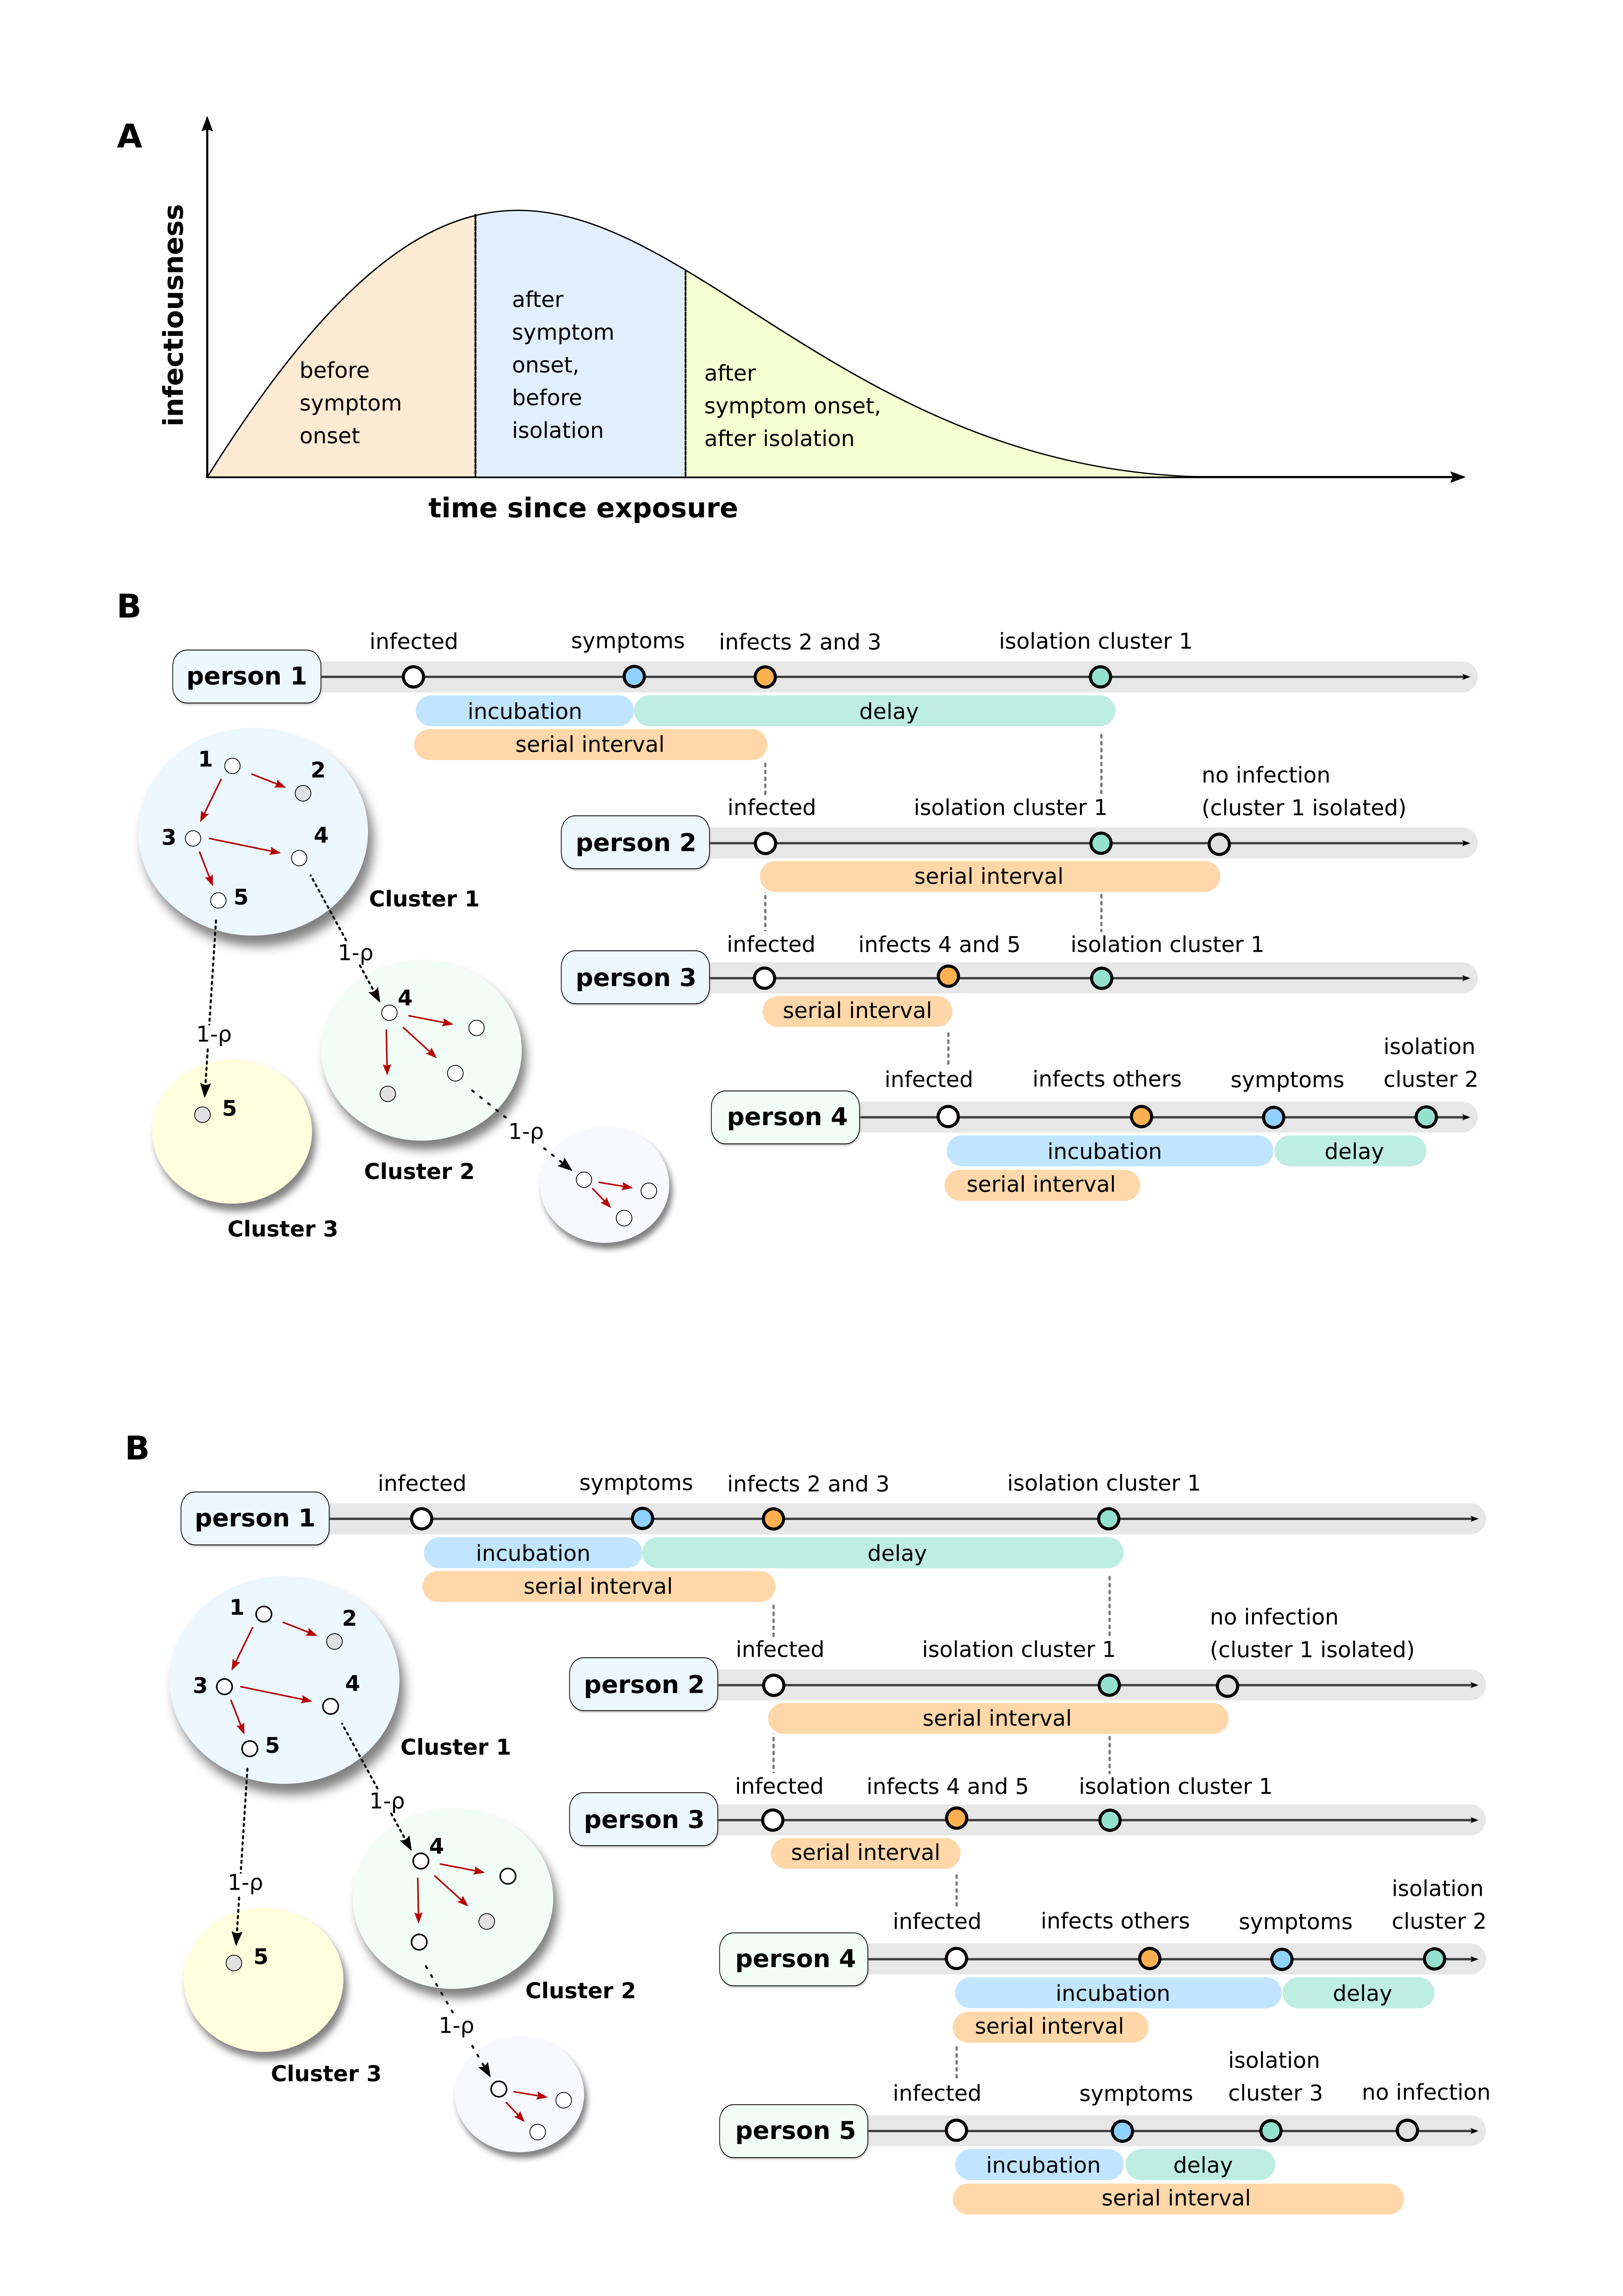 A
infectiousness
before
symptom
onset
after
symptom
onset,
before
isolation
after
symptom onset,
after isolation
time since exposure
B
infected
symptoms
infects 2 and 3
isolation cluster 1
person 1
incubation
delay
serial interval
1
2
3
4
5
Cluster 1
no infection
(cluster 1 isolated)
infected
isolation cluster 1
person 2
serial interval
infected
infects 4 and 5
isolation cluster 1
person 3
serial interval
1-ρ
4
1-ρ
5
Cluster 2
1-ρ
Cluster 3
isolation
cluster 2
infected
infects others
symptoms
person 4
incubation
delay
serial interval
B
infected
symptoms
infects 2 and 3
isolation cluster 1
person 1
incubation
delay
serial interval
1
2
3
4
5
Cluster 1
no infection
(cluster 1 isolated)
infected
isolation cluster 1
person 2
serial interval
infected
infects 4 and 5
isolation cluster 1
person 3
serial interval
1-ρ
4
1-ρ
5
Cluster 2
1-ρ
Cluster 3
isolation
cluster 2
infected
infects others
symptoms
person 4
incubation
delay
serial interval
isolation
cluster 3
infected
symptoms
no infection
person 5
incubation
delay
serial interval